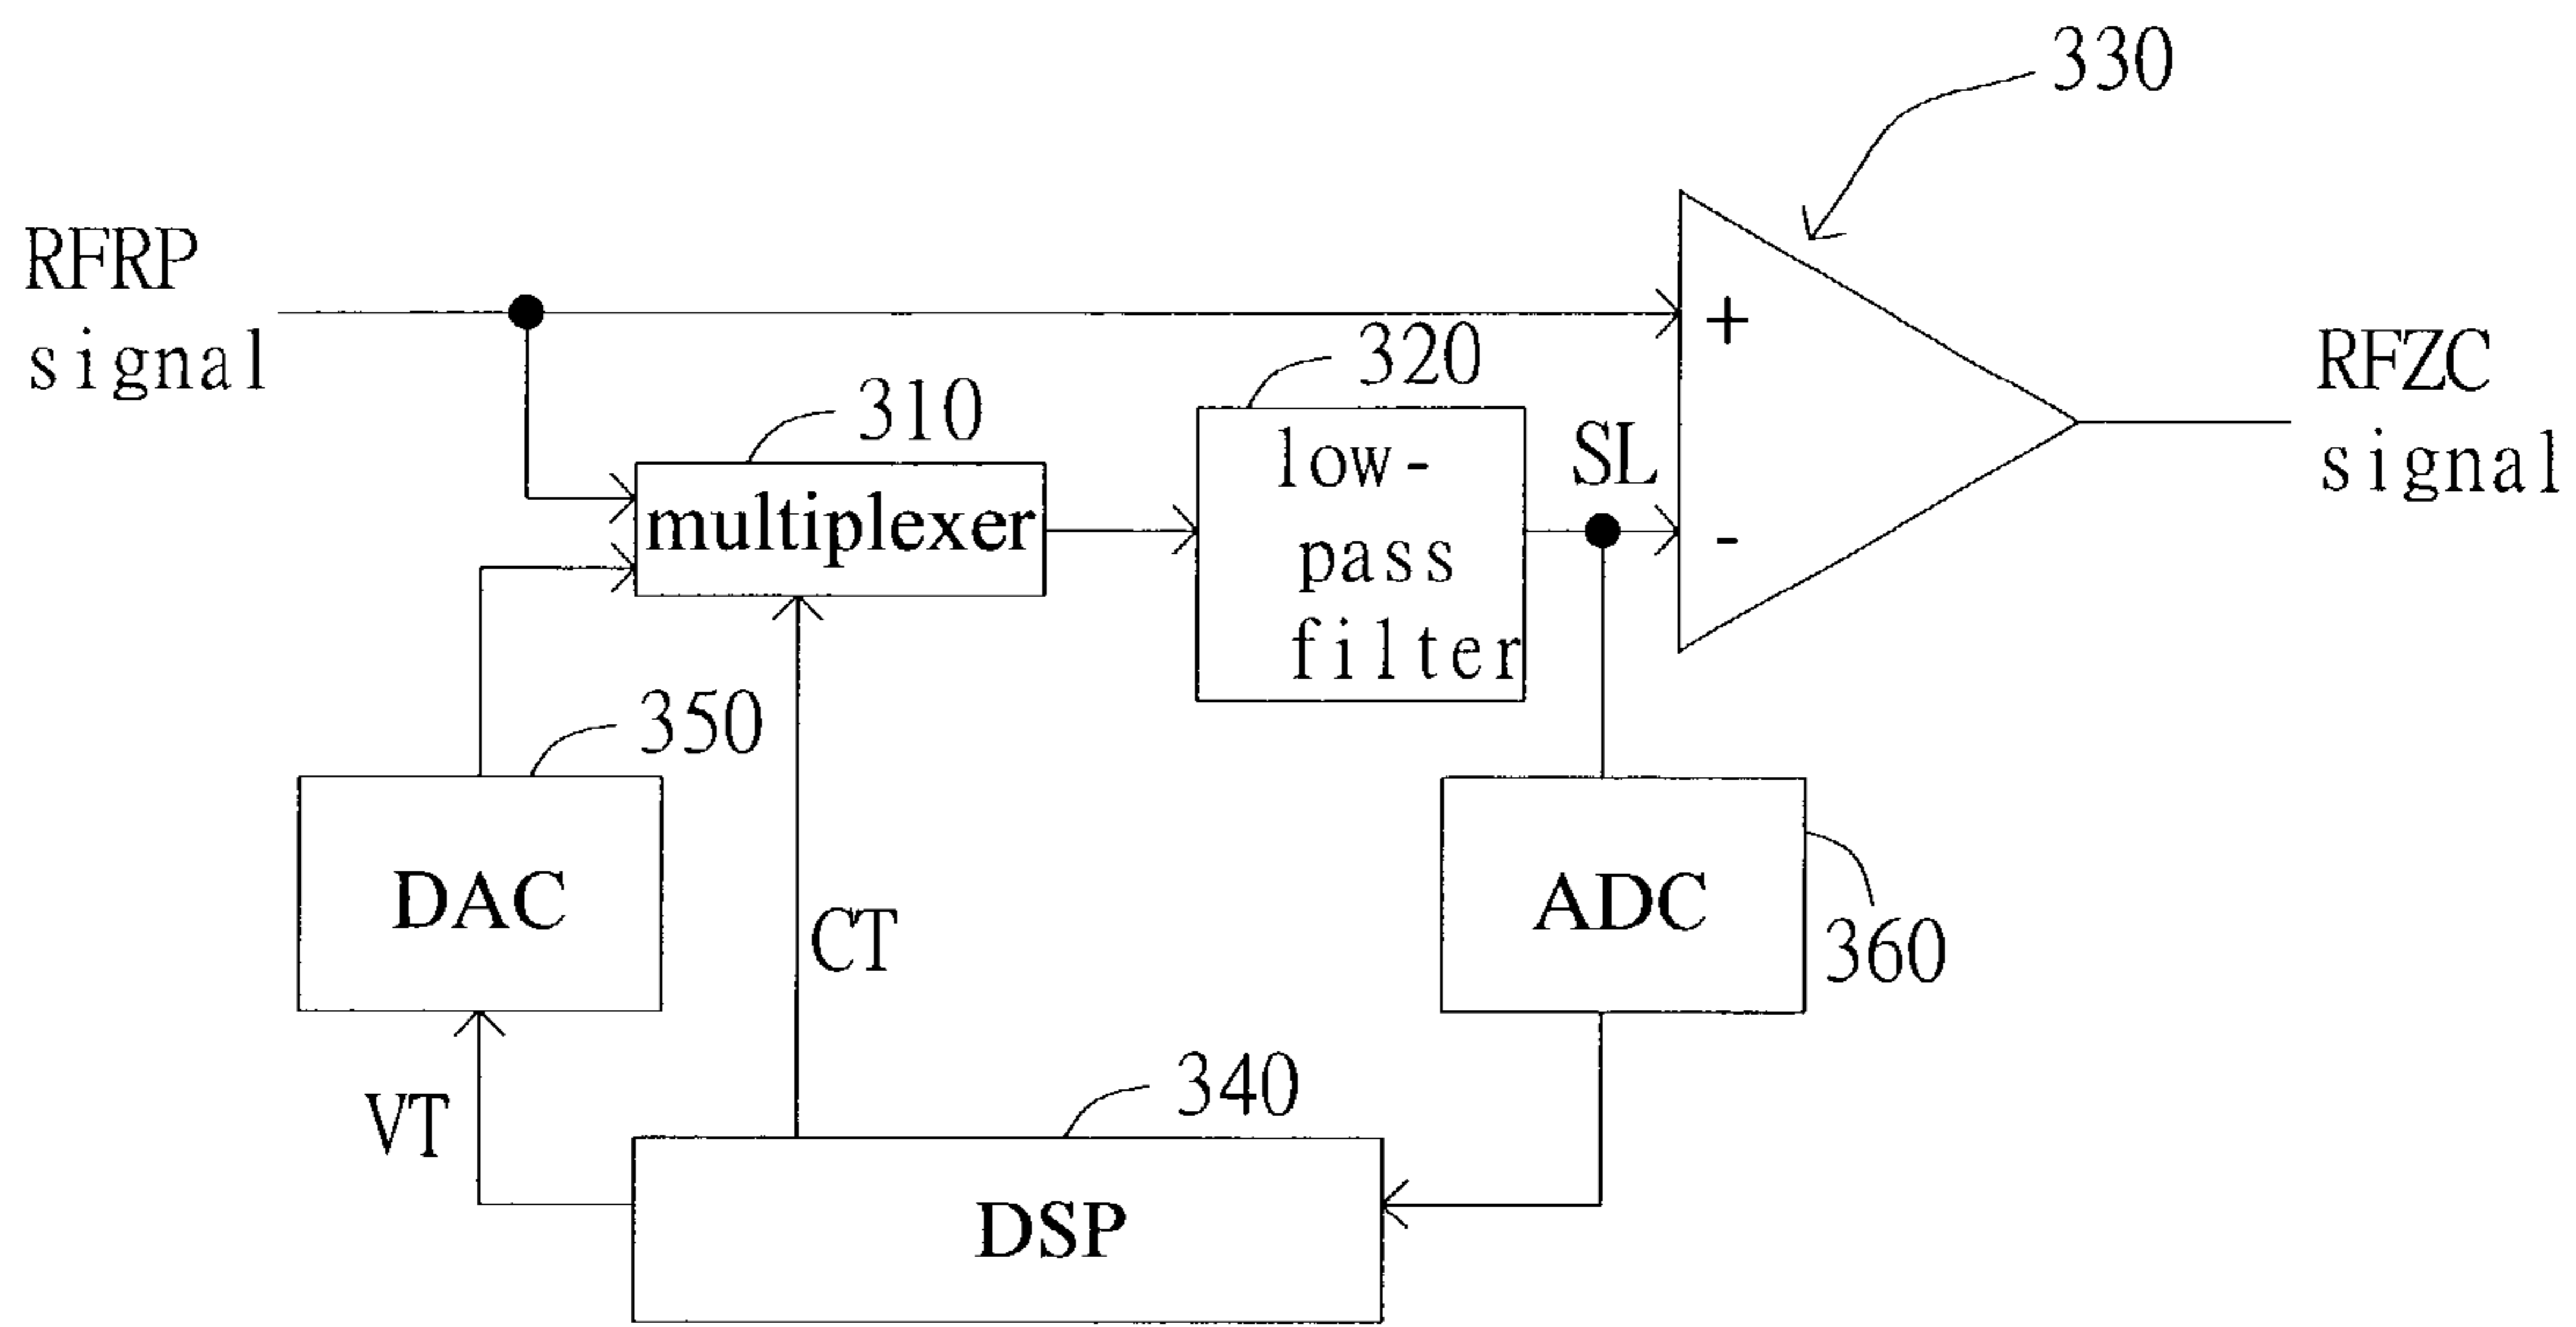 330
RFRP
signal
+
320
310
RFZC
signal
low-
pass
filter
SL
multiplexer
-
350
DAC
CT
ADC
360
VT
340
DSP